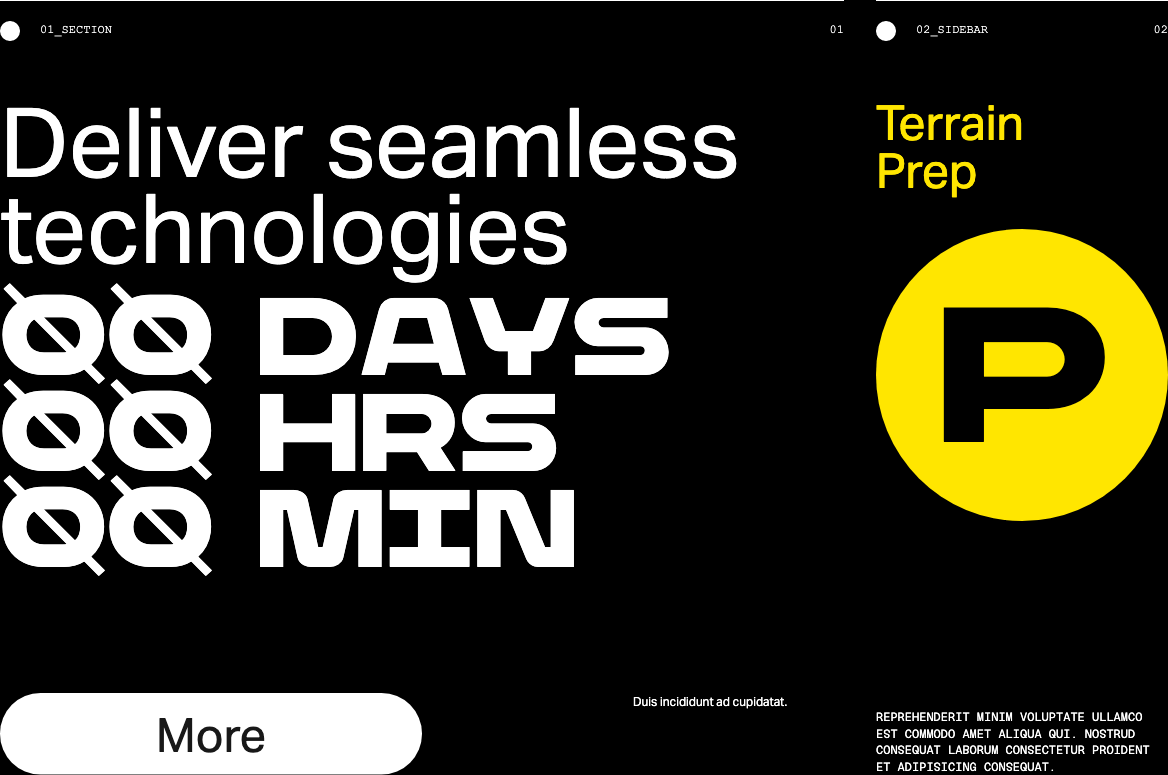 01_SECTION
01
Deliver seamless
technologies
00 DAYS
00 HRS
00 MIN
More
Duis incididunt ad cupidatat.
02_SIDEBAR
02
Terrain
Prep
P
REPREHENDERIT MINIM VOLUPTATE ULLAMCO
EST COMMODO AMET ALIQUA QUI. NOSTRUD
CONSEQUAT LABORUM CONSECTETUR PROIDENT
ET ADIPISICING CONSEQUAT.